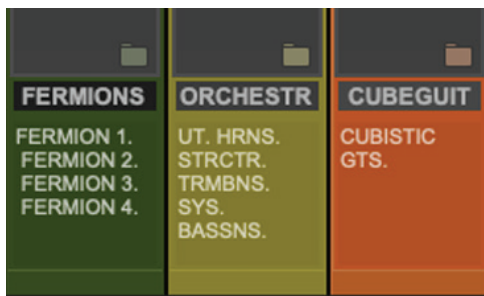 FERMIONS
FERMION 1.
FERMION 2.
FERMION 3.
FERMION 4.
ORCHESTR
UT. HRNS.
STRCTR.
TRMBNS.
SYS.
BASSNS.
CUBEGUIT
CUBISTIC
GTS.